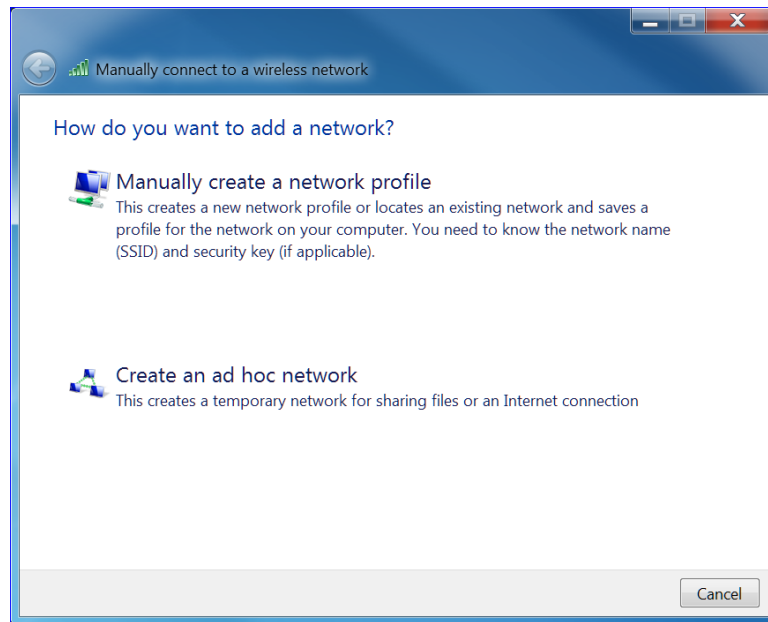 Manually connect to a wireless network
How do you want to add a network?
Manually create a network profile
This creates a new network profile or locates an existing network and saves a
profile for the network on your computer. You need to know the network name
(SSID) and security key (if applicable).
Create an ad hoc network
This creates a temporary network for sharing files or an Internet connection
Cancel